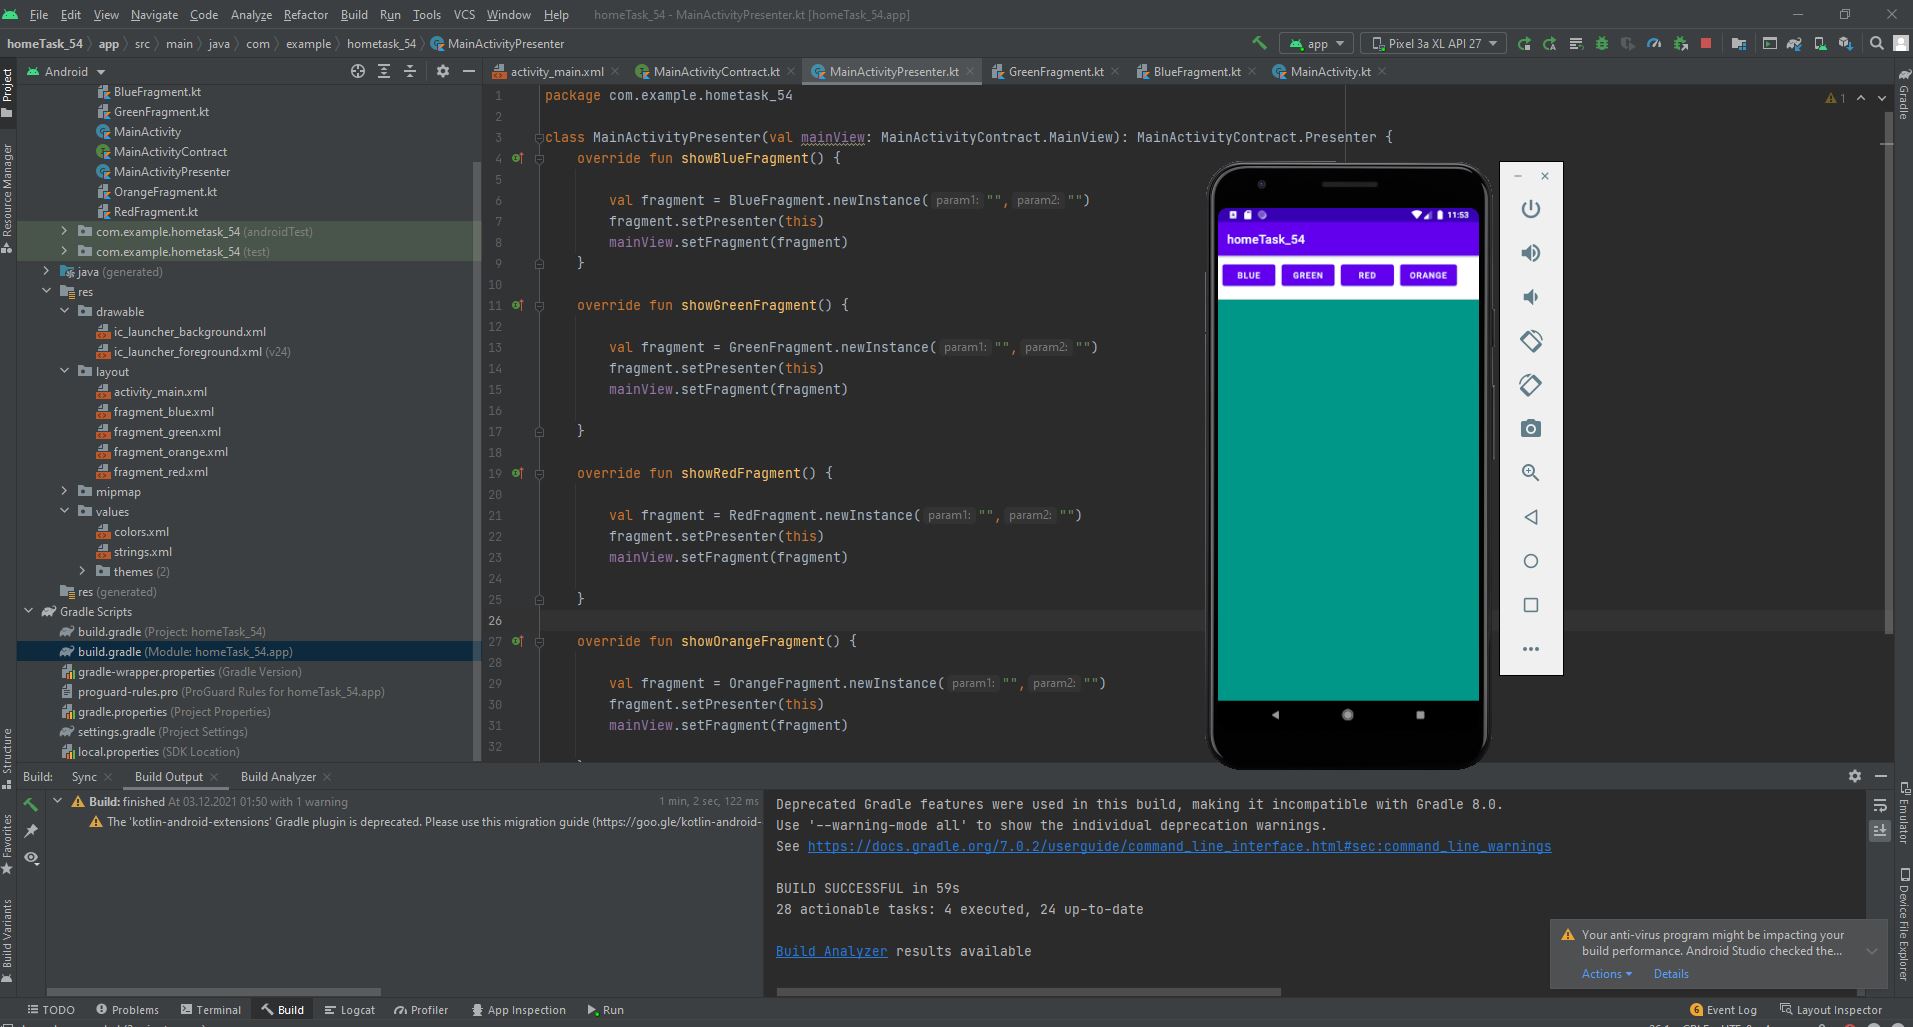 File Edit View Navigate Code Analyze Refactor Build Run Tools VCS Window Help homeTask_54 - MainActivityPresenter.kt [homeTask_54.app]
homeTask_54 app src main java com example hometask_54 MainActivityPresenter app Pixel 3a XL API 27
Project
Resource Manager
Structure
Favorites
Build Variants
Android
BlueFragment.kt
GreenFragment.kt
MainActivity
MainActivityContract
MainActivityPresenter
OrangeFragment.kt
RedFragment.kt
com.example.hometask_54 (androidTest)
com.example.hometask_54 (test)
java (generated)
res
drawable
ic_launcher_background.xml
ic_launcher_foreground.xml (v24)
layout
activity_main.xml
fragment_blue.xml
fragment_green.xml
fragment_orange.xml
fragment_red.xml
mipmap
values
colors.xml
strings.xml
themes (2)
res (generated)
Gradle Scripts
build.gradle (Project: homeTask_54)
build.gradle (Module: homeTask_54.app)
gradle-wrapper.properties (Gradle Version)
proguard-rules.pro (ProGuard Rules for homeTask_54.app)
gradle.properties (Project Properties)
settings.gradle (Project Settings)
local.properties (SDK Location)
activity_main.xml MainActivityContract.kt MainActivityPresenter.kt GreenFragment.kt BlueFragment.kt MainActivity.kt
1 package com.example.hometask_54
2
3 class MainActivityPresenter(val mainView: MainActivityContract.MainView): MainActivityContract.Presenter {
4 override fun showBlueFragment() {
5
6 val fragment = BlueFragment.newInstance( param1: "", param2: "")
7 fragment.setPresenter(this)
8 mainView.setFragment(fragment)
9 }
10
11 override fun showGreenFragment() {
12
13 val fragment = GreenFragment.newInstance( param1: "", param2: "")
14 fragment.setPresenter(this)
15 mainView.setFragment(fragment)
16
17 }
18
19 override fun showRedFragment() {
20
21 val fragment = RedFragment.newInstance( param1: "", param2: "")
22 fragment.setPresenter(this)
23 mainView.setFragment(fragment)
24
25 }
26
27 override fun showOrangeFragment() {
28
29 val fragment = OrangeFragment.newInstance( param1: "", param2: "")
30 fragment.setPresenter(this)
31 mainView.setFragment(fragment)
32
1
11:53
homeTask_54
BLUE GREEN RED ORANGE
Gradle
Emulator
Device File Explorer
Build: Sync Build Output Build Analyzer
Build: finished At 03.12.2021 01:50 with 1 warning 1 min, 2 sec, 122 ms
The 'kotlin-android-extensions' Gradle plugin is deprecated. Please use this migration guide (https://goo.gle/kotlin-android-
Deprecated Gradle features were used in this build, making it incompatible with Gradle 8.0.
Use '--warning-mode all' to show the individual deprecation warnings.
See https://docs.gradle.org/7.0.2/userguide/command_line_interface.html#sec:command_line_warnings
BUILD SUCCESSFUL in 59s
28 actionable tasks: 4 executed, 24 up-to-date
Build Analyzer results available
Your anti-virus program might be impacting your
build performance. Android Studio checked the...
Actions Details
TODO Problems Terminal Build Logcat Profiler App Inspection Run 6 Event Log Layout Inspector